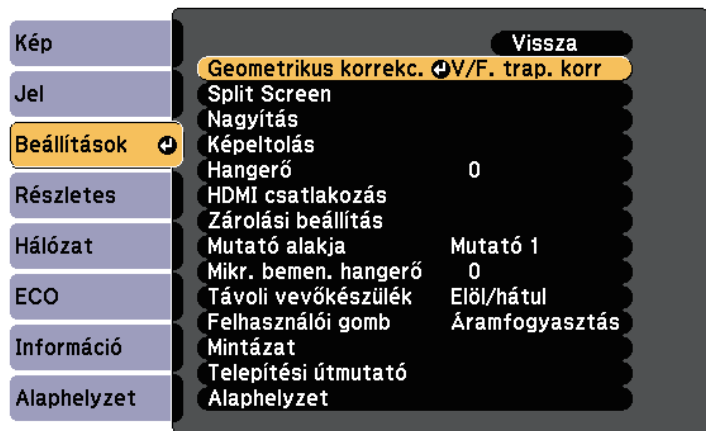 Kép
Jel
Beállítások
Részletes
Hálózat
ECO
Információ
Alaphelyzet
Vissza
Geometrikus korrekc. V/F. trap. korr
Split Screen
Nagyítás
Képeltolás
Hangerő 0
HDMI csatlakozás
Zárolási beállítás
Mutató alakja Mutató 1
Mikr. bemen. hangerő 0
Távoli vevőkészülék Elöl/hátul
Felhasználói gomb Áramfogyasztás
Mintázat
Telepítési útmutató
Alaphelyzet